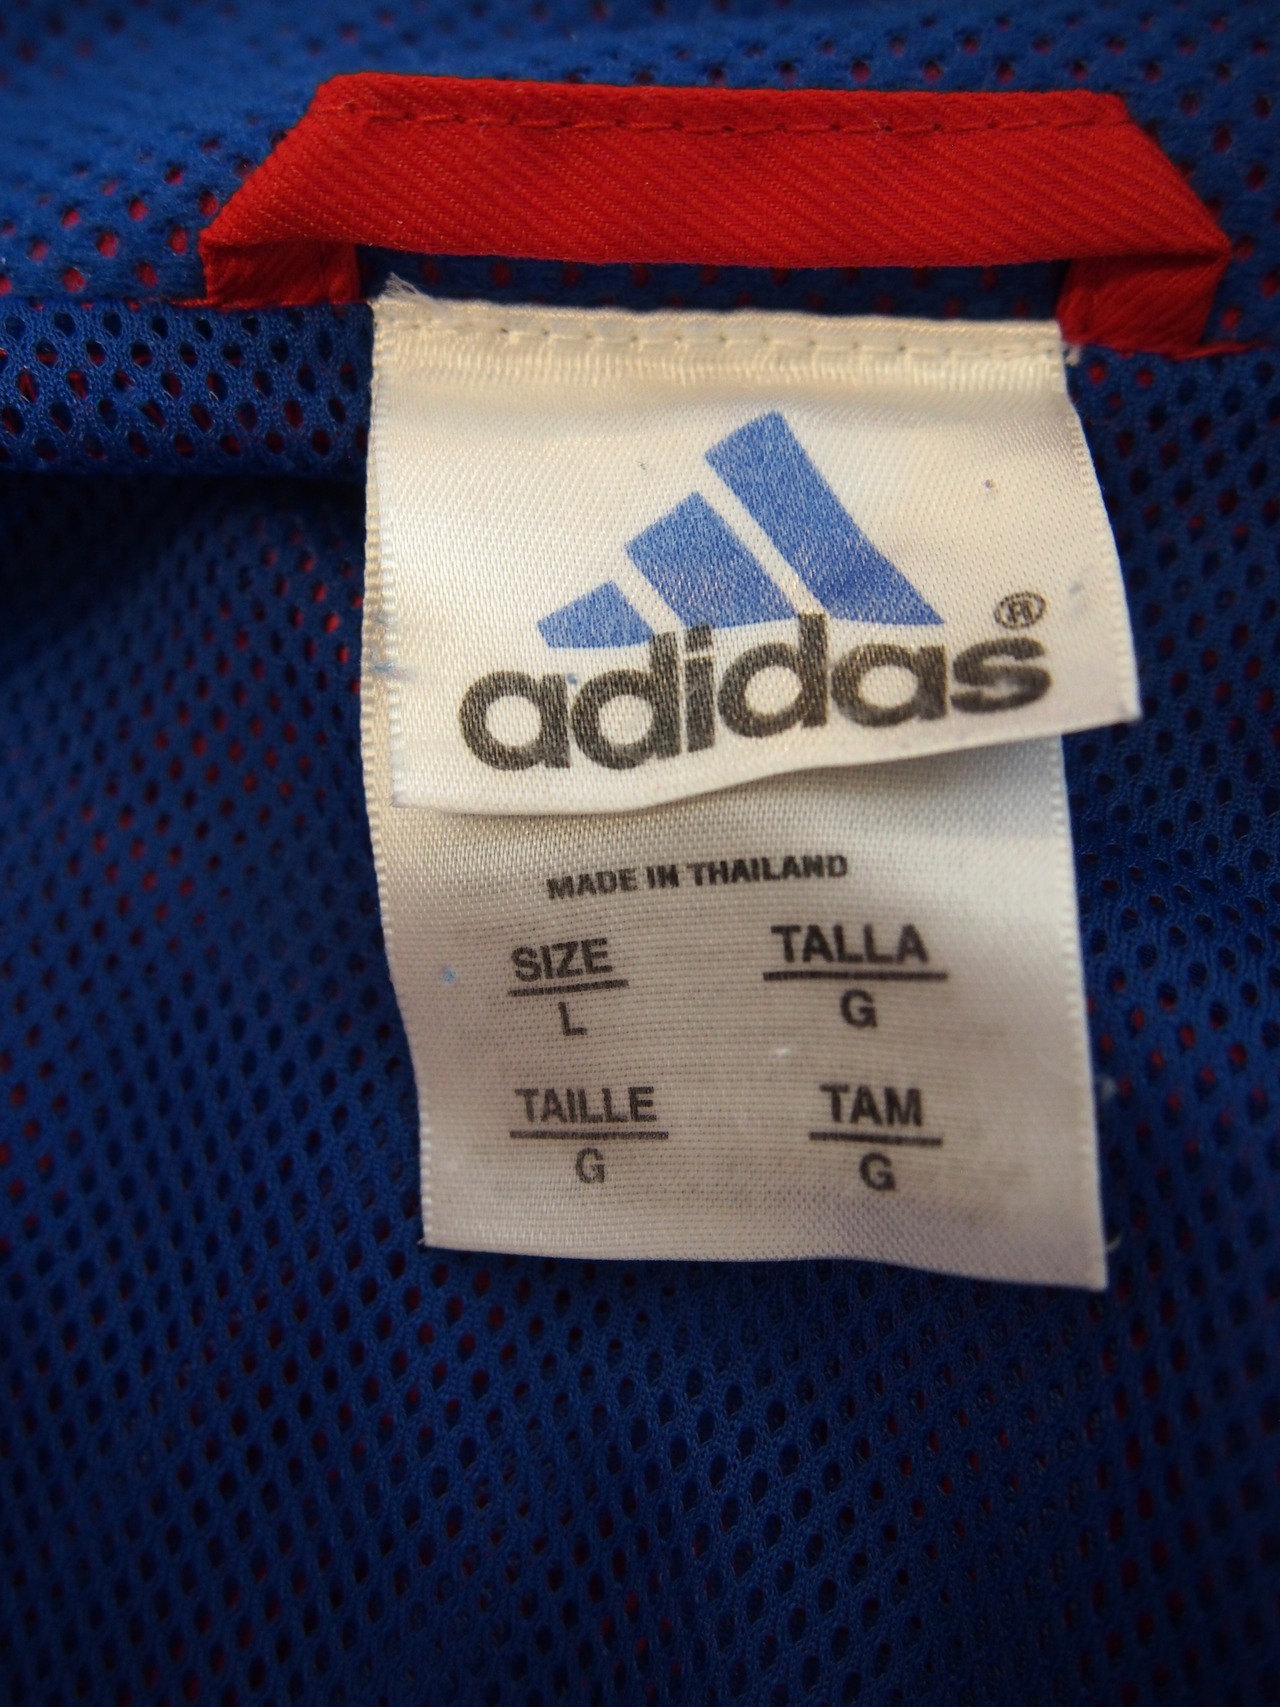 adidas®
MADE IN THAILAND
SIZE TALLA
L G
TAILLE TAM
G G